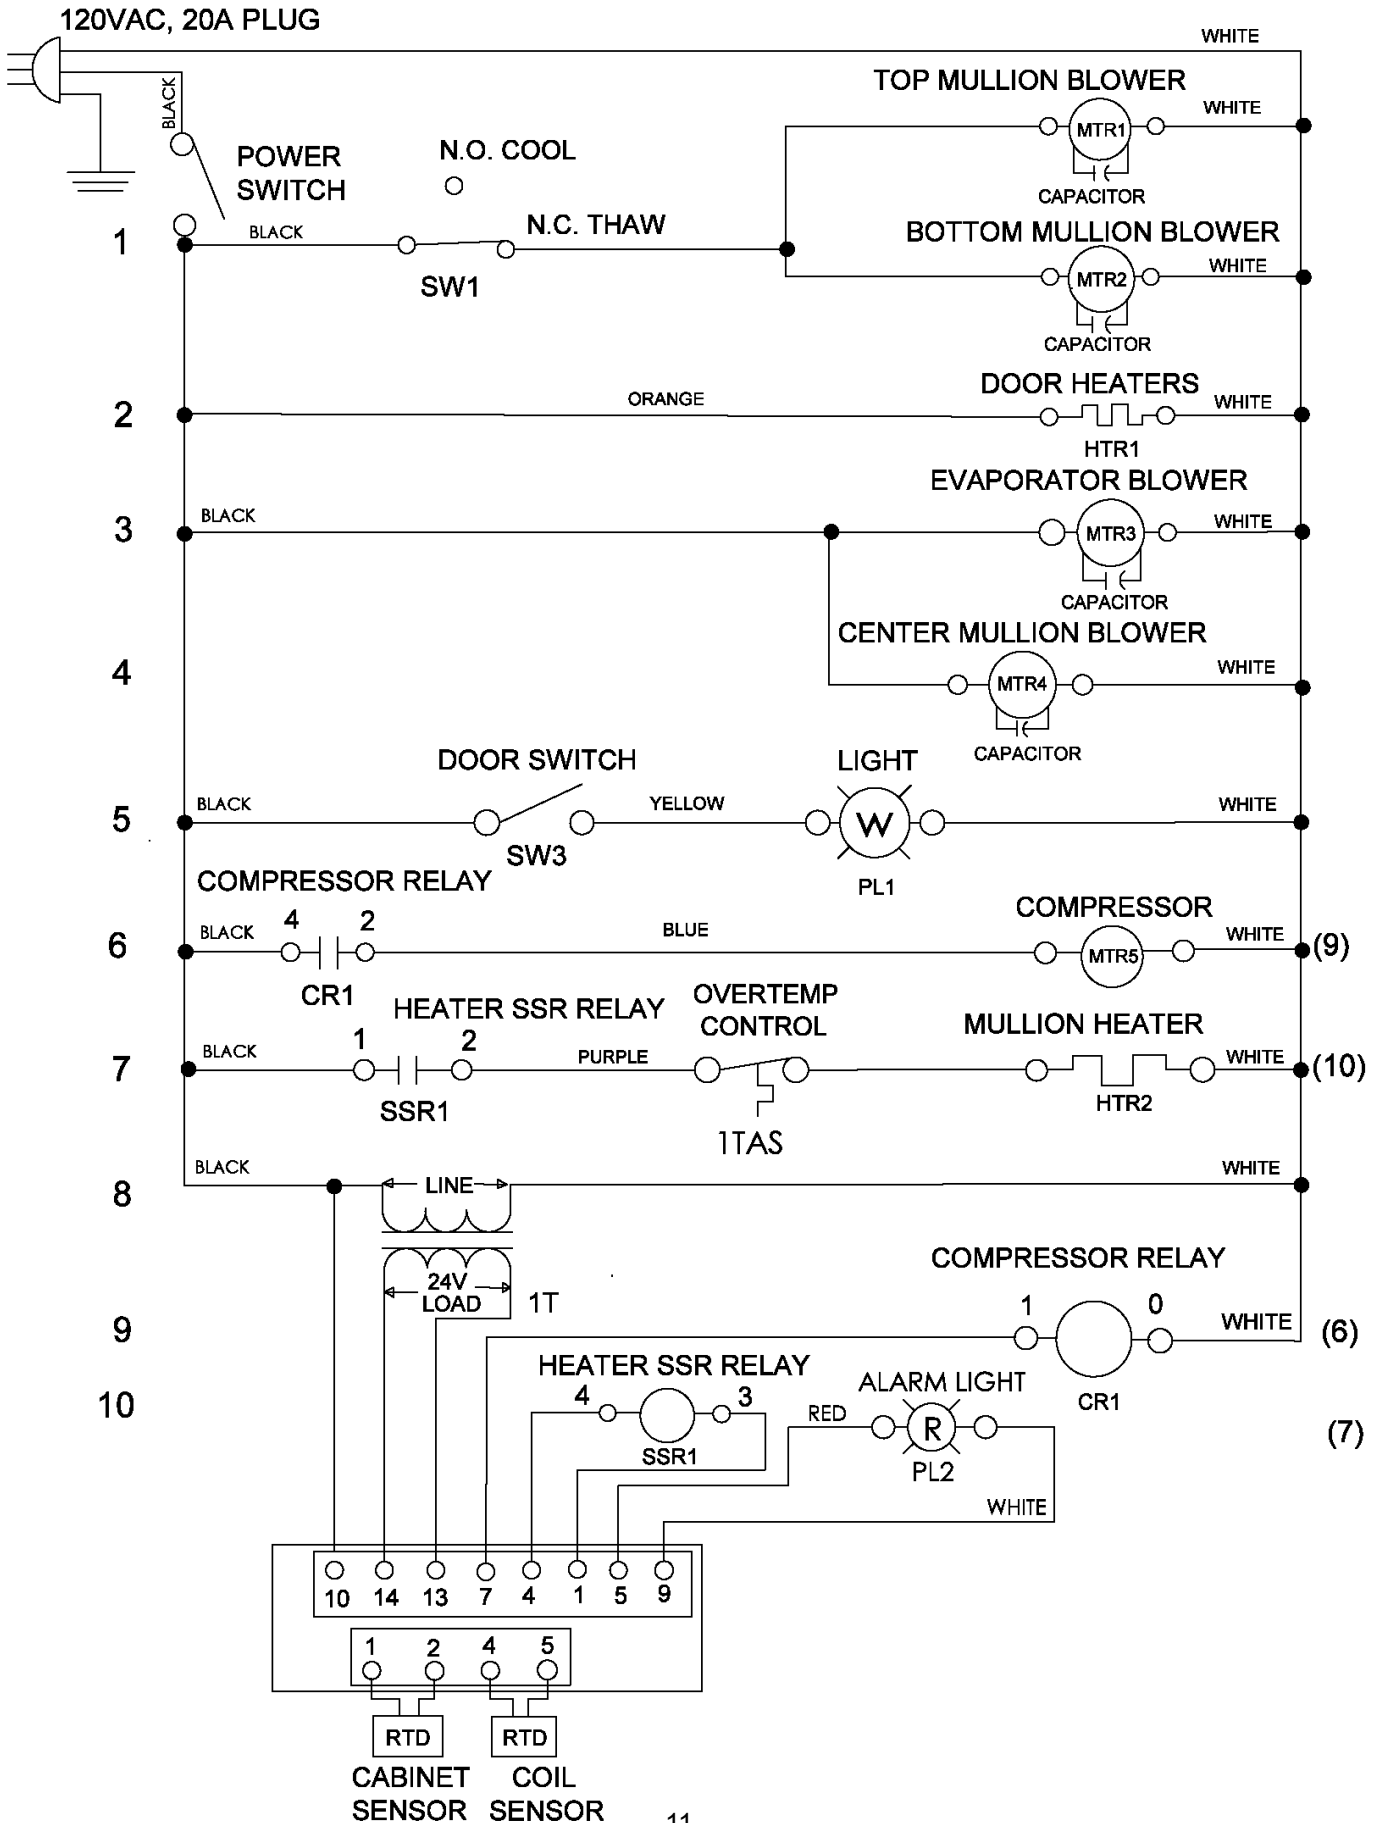 120VAC, 20A PLUG
WHITE
BLACK
TOP MULLION BLOWER
MTR1
WHITE
CAPACITOR
POWER
SWITCH
N.O. COOL
N.C. THAW
1
BLACK
SW1
BOTTOM MULLION BLOWER
MTR2
WHITE
CAPACITOR
2
ORANGE
DOOR HEATERS
WHITE
HTR1
EVAPORATOR BLOWER
3
BLACK
MTR3
WHITE
CAPACITOR
CENTER MULLION BLOWER
4
MTR4
WHITE
CAPACITOR
DOOR SWITCH
LIGHT
5
BLACK
YELLOW
W
WHITE
SW3
PL1
COMPRESSOR RELAY
COMPRESSOR
6
BLACK
4
2
BLUE
MTR5
WHITE
(9)
CR1
HEATER SSR RELAY
OVERTEMP
CONTROL
MULLION HEATER
7
BLACK
1
2
PURPLE
WHITE
(10)
SSR1
HTR2
1TAS
8
BLACK
LINE
WHITE
24V
LOAD
1T
COMPRESSOR RELAY
9
1
0
WHITE
(6)
CR1
10
HEATER SSR RELAY
4
3
SSR1
ALARM LIGHT
RED
R
PL2
(7)
WHITE
10 14 13 7 4 1 5 9
1 2 4 5
RTD RTD
CABINET
SENSOR
COIL
SENSOR
11